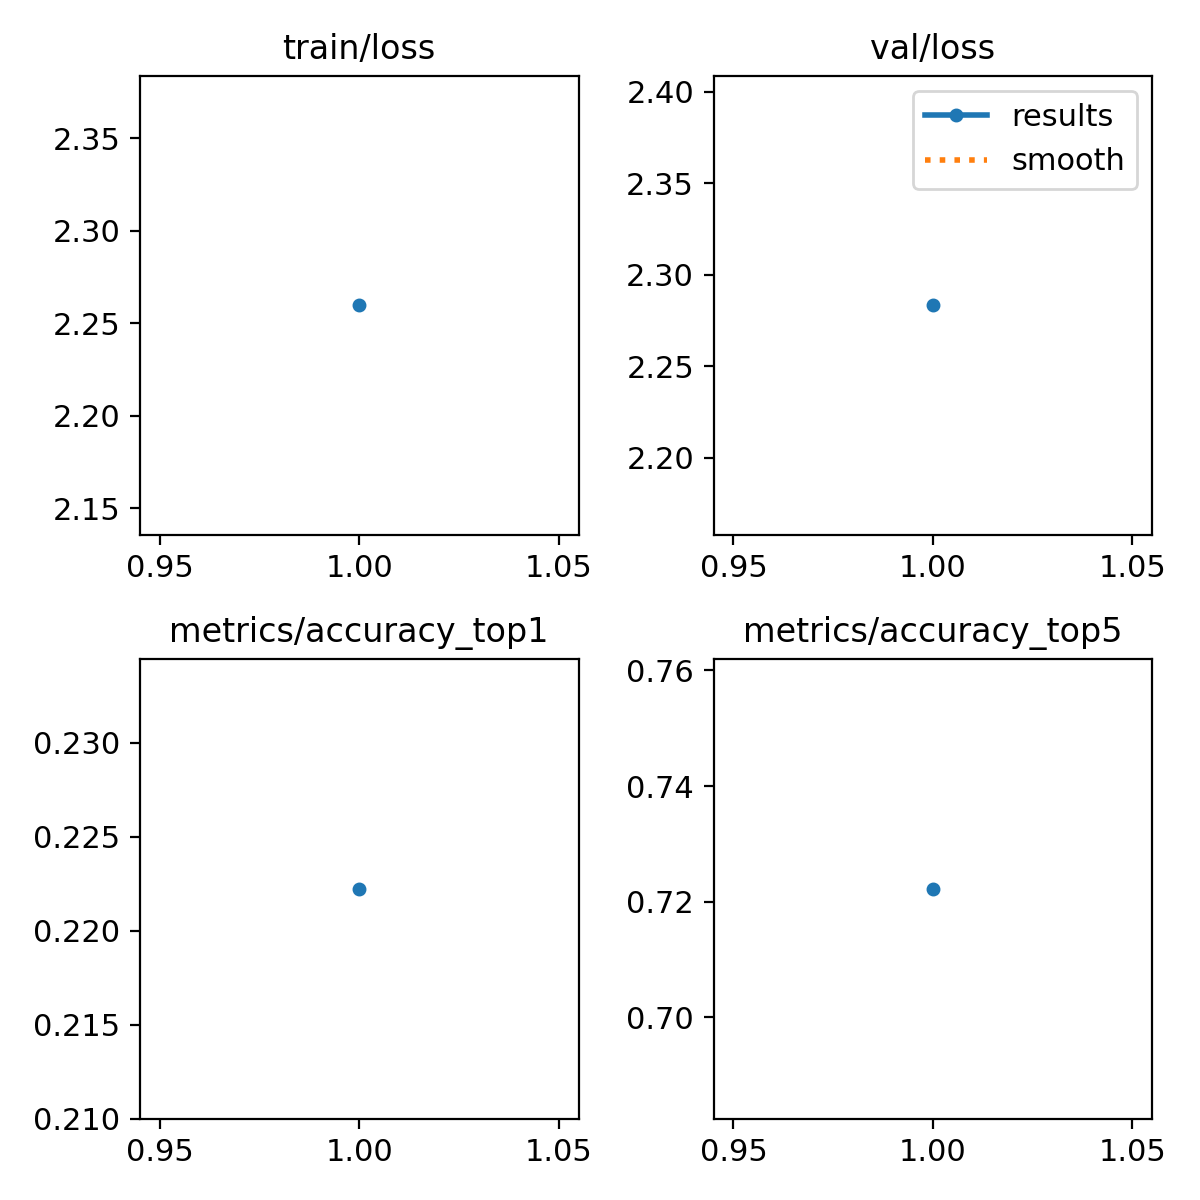 train/loss
2.35
2.30
2.25
2.20
2.15
0.95 1.00 1.05
val/loss
2.40
2.35
2.30
2.25
2.20
results
smooth
0.95 1.00 1.05
metrics/accuracy_top1
0.230
0.225
0.220
0.215
0.210
0.95 1.00 1.05
metrics/accuracy_top5
0.76
0.74
0.72
0.70
0.95 1.00 1.05